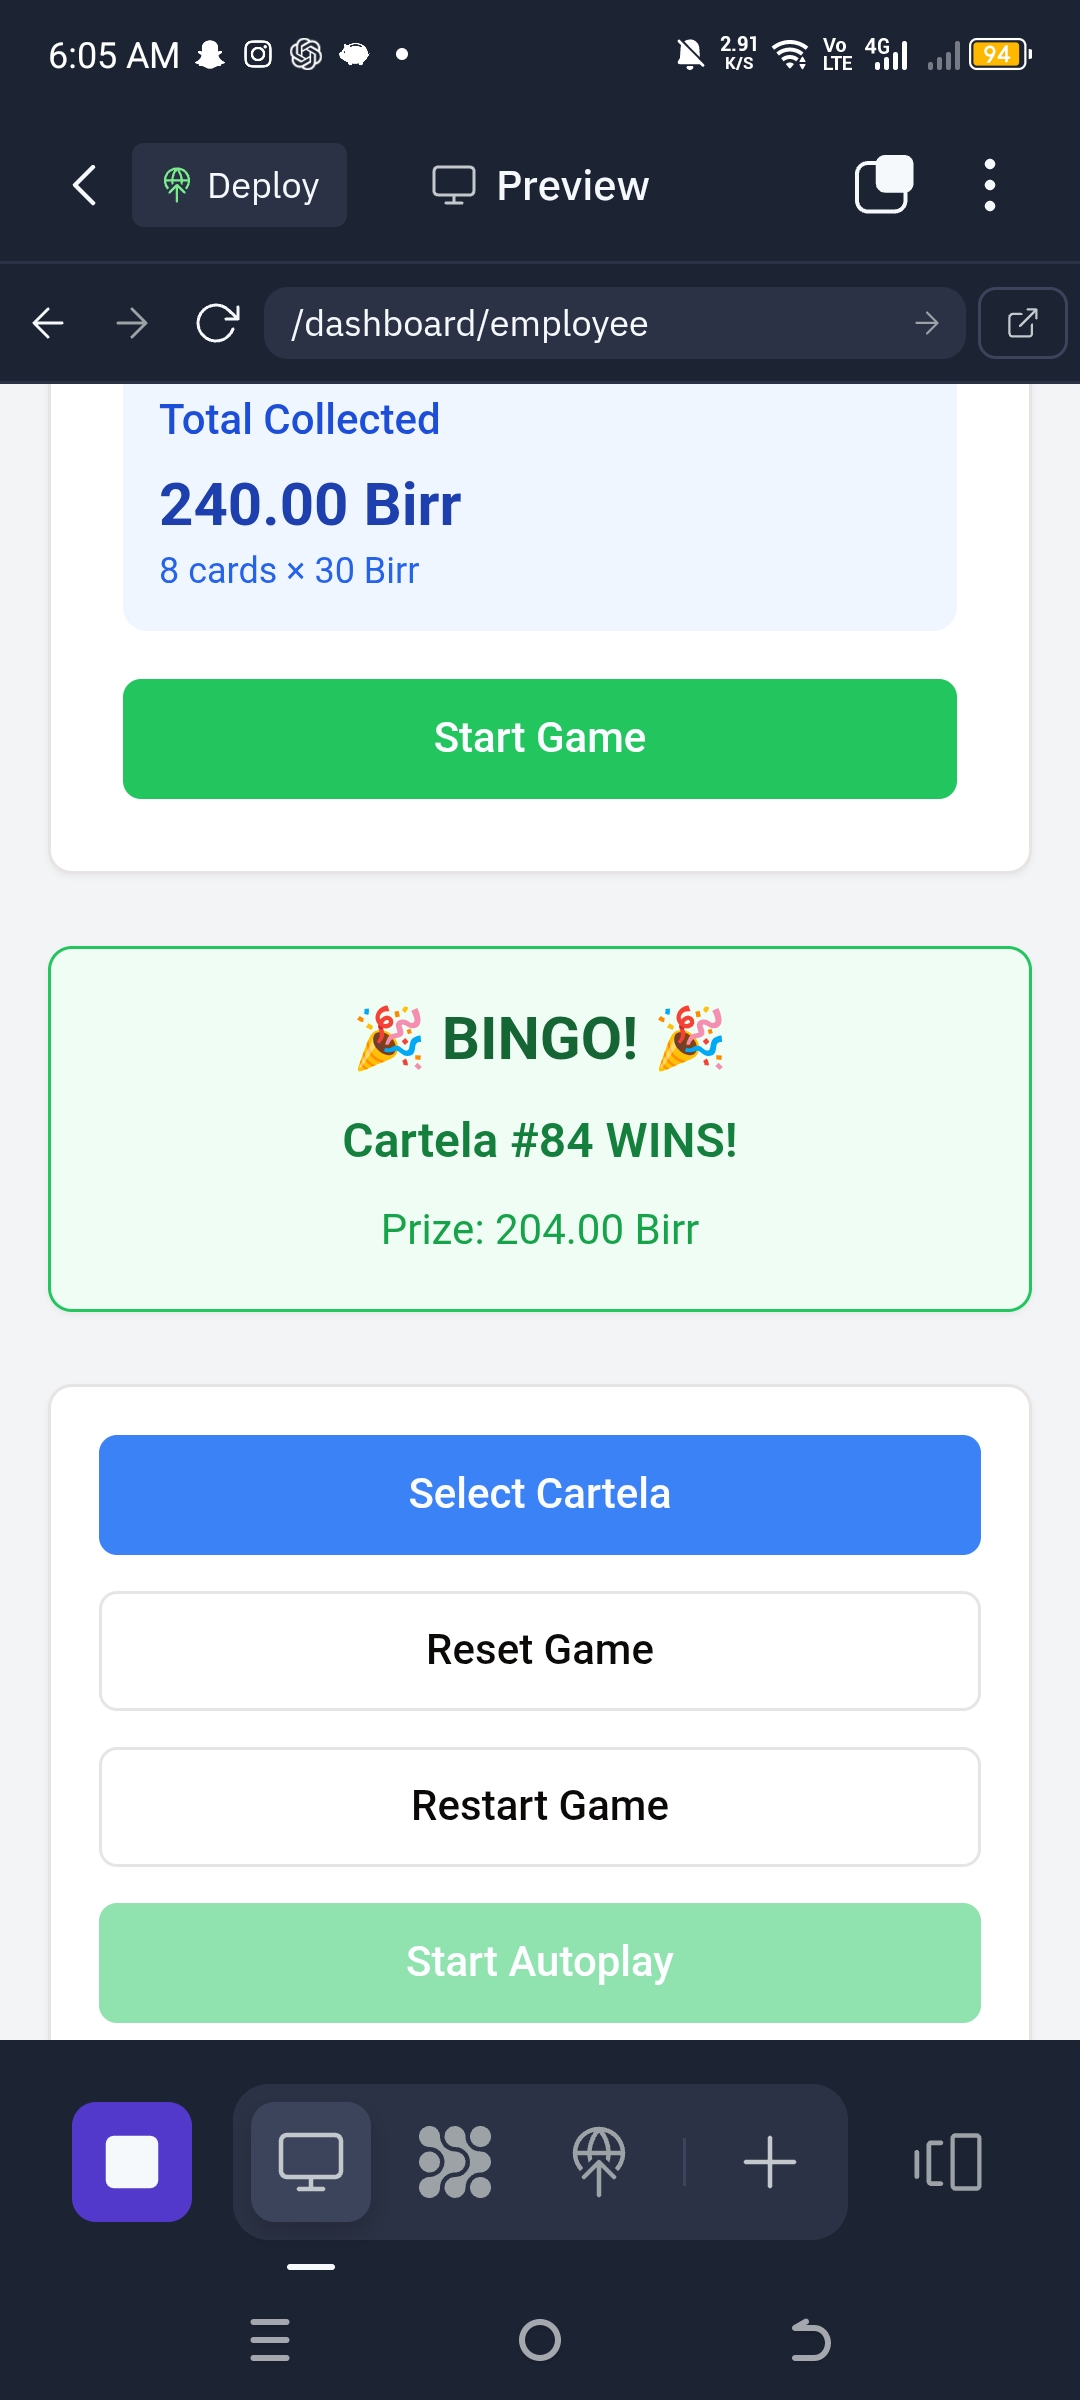 6:05 AM
2.91 K/S
Vo LTE
4G
94
Deploy
Preview
/dashboard/employee
Total Collected
240.00 Birr
8 cards × 30 Birr
Start Game
🎉 BINGO! 🎉
Cartela #84 WINS!
Prize: 204.00 Birr
Select Cartela
Reset Game
Restart Game
Start Autoplay